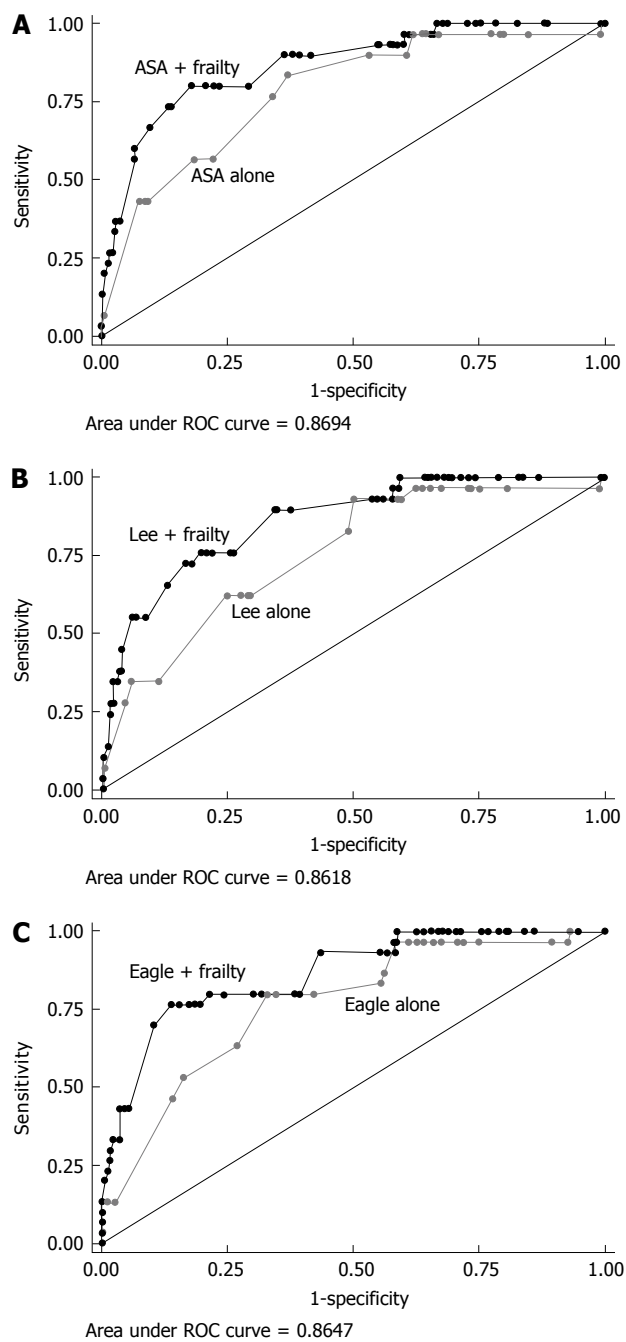 A
1.00
0.75
0.50
0.25
0.00
Sensitivity
ASA + frailty
ASA alone
0.00 0.25 0.50 0.75 1.00
1-specificity
Area under ROC curve = 0.8694
B
1.00
0.75
0.50
0.25
0.00
Sensitivity
Lee + frailty
Lee alone
0.00 0.25 0.50 0.75 1.00
1-specificity
Area under ROC curve = 0.8618
C
1.00
0.75
0.50
0.25
0.00
Sensitivity
Eagle + frailty
Eagle alone
0.00 0.25 0.50 0.75 1.00
1-specificity
Area under ROC curve = 0.8647